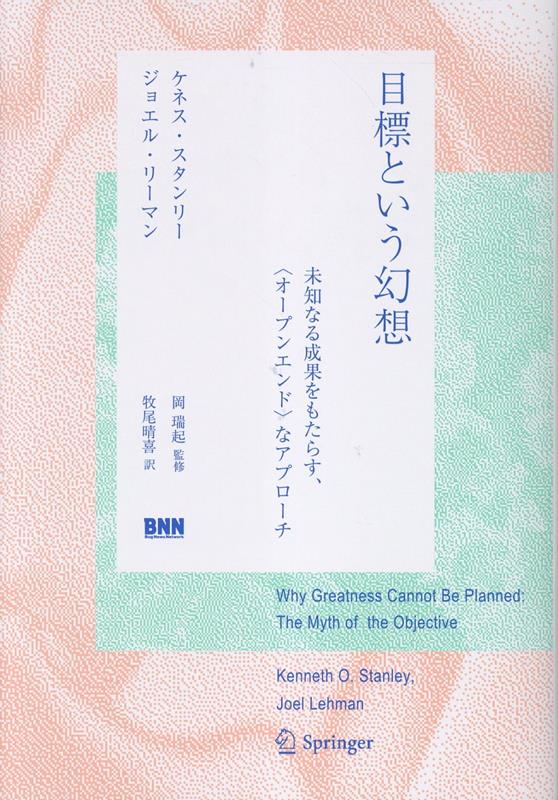 目標という幻想
未知なる成果をもたらす、
〈オープンエンド〉なアプローチ
ケネス・スタンリー
ジョエル・リーマン
岡 瑞起 監修
牧尾晴喜 訳
BNN
Bug News Network
Why Greatness Cannot Be Planned:
The Myth of the Objective
Kenneth O. Stanley,
Joel Lehman
Springer